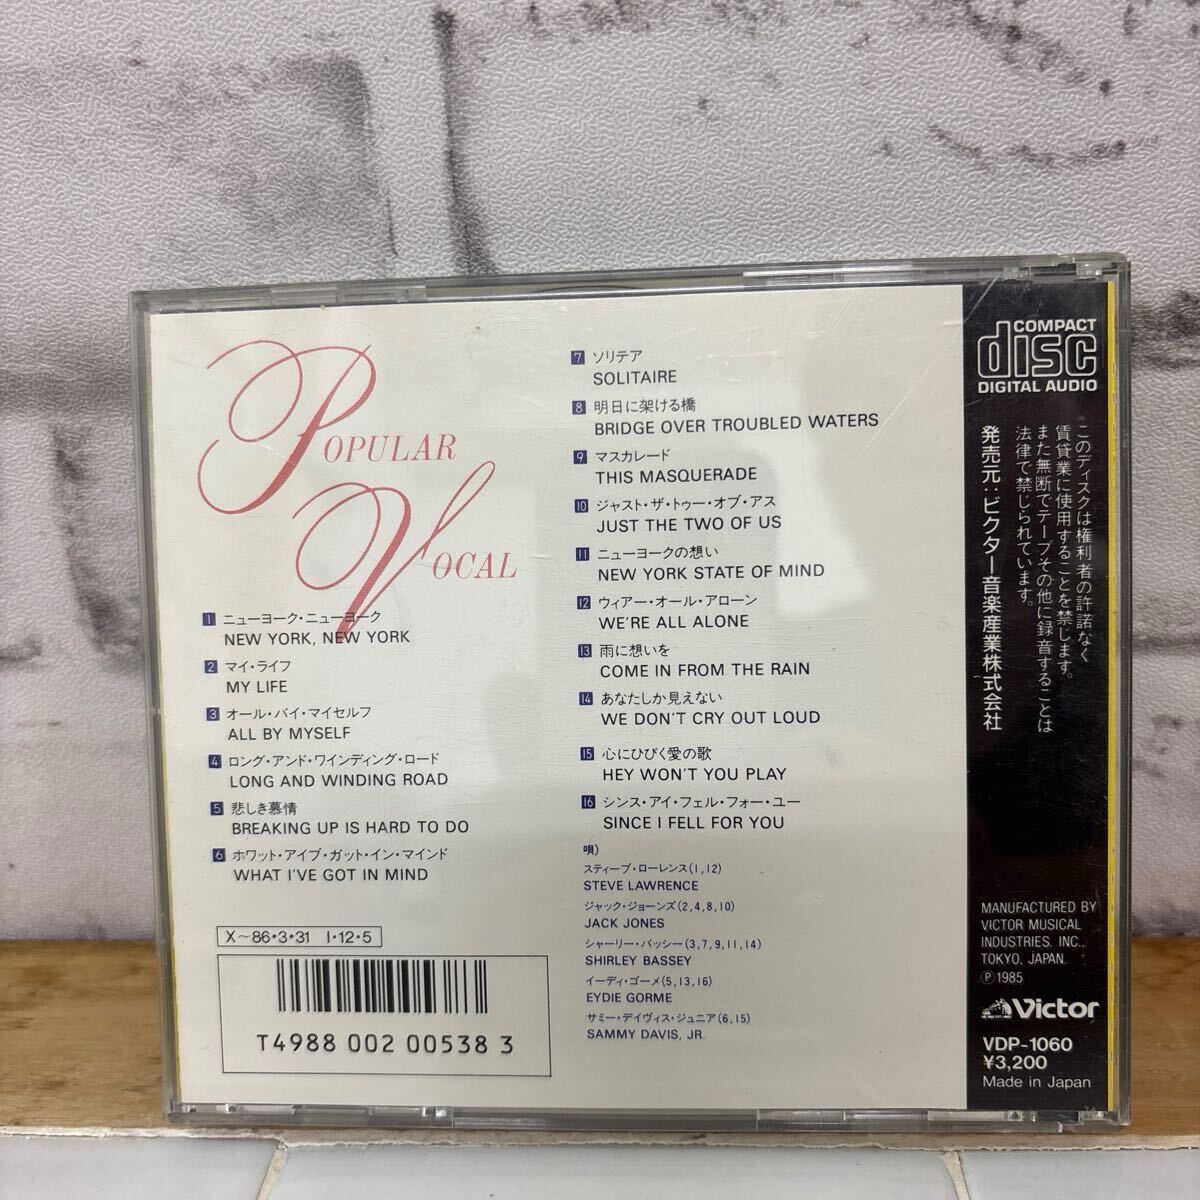 POPULAR
VOCAL
1 ニューヨーク・ニューヨーク
NEW YORK, NEW YORK
2 マイ・ライフ
MY LIFE
3 オール・バイ・マイセルフ
ALL BY MYSELF
4 ロング・アンド・ワインディング・ロード
LONG AND WINDING ROAD
5 悲しき慕情
BREAKING UP IS HARD TO DO
6 ホワット・アイブ・ガット・イン・マインド
WHAT I'VE GOT IN MIND
X～86・3・31 I・12・5
T4988 002 00538 3
7 ソリテア
SOLITAIRE
8 明日に架ける橋
BRIDGE OVER TROUBLED WATERS
9 マスカレード
THIS MASQUERADE
10 ジャスト・ザ・トゥー・オブ・アス
JUST THE TWO OF US
11 ニューヨークの想い
NEW YORK STATE OF MIND
12 ウィアー・オール・アローン
WE'RE ALL ALONE
13 雨に想いを
COME IN FROM THE RAIN
14 あなたしか見えない
WE DON'T CRY OUT LOUD
15 心にひびく愛の歌
HEY WON'T YOU PLAY
16 シンス・アイ・フェル・フォー・ユー
SINCE I FELL FOR YOU
唄)
スティーブ・ローレンス(1,12)
STEVE LAWRENCE
ジャック・ジョーンズ(2,4,8,10)
JACK JONES
シャーリー・バッシー(3,7,9,11,14)
SHIRLEY BASSEY
イーディ・ゴーメ(5,13,16)
EYDIE GORME
サミー・デイヴィス・ジュニア(6,15)
SAMMY DAVIS, JR.
COMPACT
disc
DIGITAL AUDIO
このディスクは権利者の許諾なく
賃貸業に使用することを禁じます。
また無断でテープその他に録音することは
法律で禁じられています。
発売元:ビクター音楽産業株式会社
MANUFACTURED BY
VICTOR MUSICAL
INDUSTRIES, INC.,
TOKYO, JAPAN.
Ⓟ1985
Victor
VDP-1060
¥3,200
Made in Japan